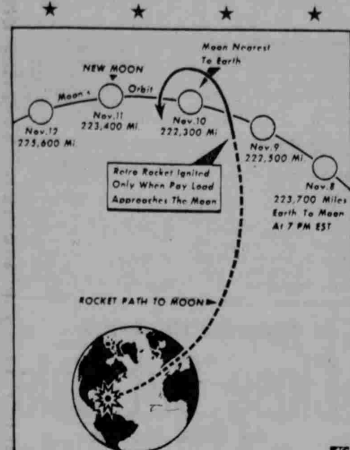 Moon Nearest
To Earth
NEW MOON
Moon's Orbit
Nov.12
225,600 Mi.
Nov.11
223,400 Mi.
Nov.10
222,300 Mi.
Nov.9
222,500 Mi.
Nov.8
223,700 Miles
Earth To Moon
At 7 PM EST
Retro Rocket Ignited
Only When Pay Load
Approaches The Moon
ROCKET PATH TO MOON